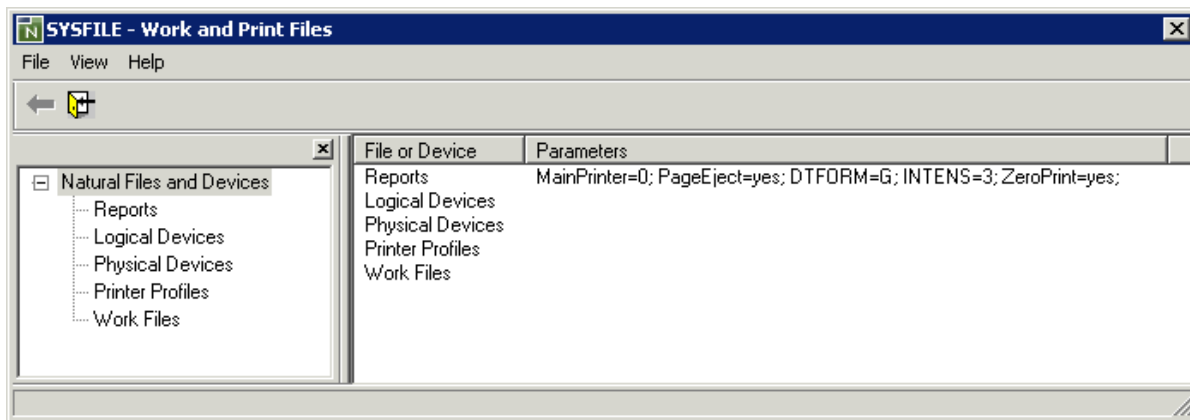 SYSFILE - Work and Print Files
File View Help
Natural Files and Devices
Reports
Logical Devices
Physical Devices
Printer Profiles
Work Files
File or Device Parameters
Reports MainPrinter=0; PageEject=yes; DTFORM=G; INTENS=3; ZeroPrint=yes;
Logical Devices
Physical Devices
Printer Profiles
Work Files